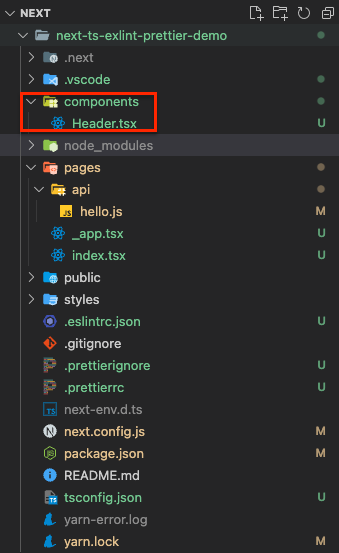 NEXT
next-ts-exlint-prettier-demo
.next
.vscode
components
Header.tsx U
node_modules
pages
api
JS hello.js M
_app.tsx U
index.tsx U
public
styles
.eslintrc.json U
.gitignore
.prettierignore U
.prettierrc U
next-env.d.ts
N next.config.js M
package.json M
README.md
tsconfig.json U
yarn-error.log
yarn.lock M